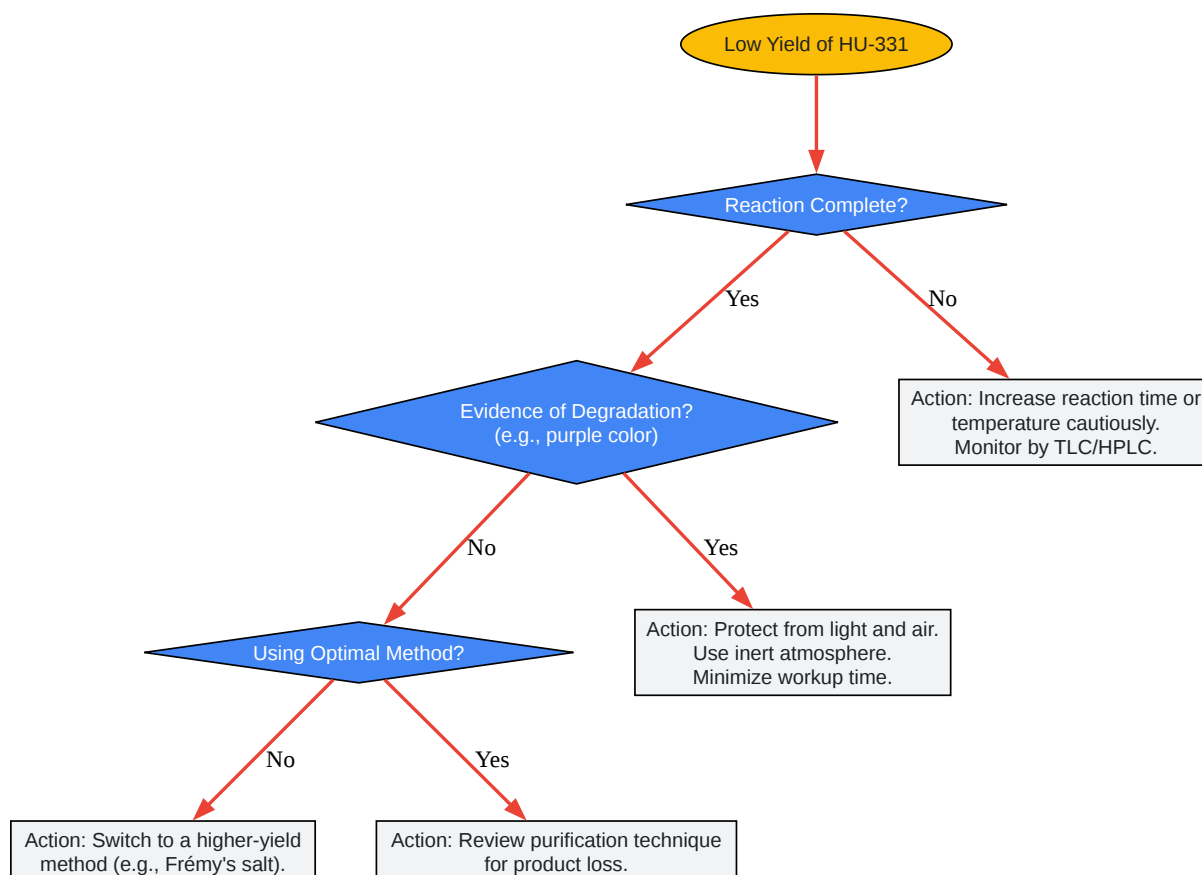 Low Yield of HU-331
Reaction Complete?
Yes
No
Evidence of Degradation?
(e.g., purple color)
Action: Increase reaction time or
temperature cautiously.
Monitor by TLC/HPLC.
No
Yes
Using Optimal Method?
Action: Protect from light and air.
Use inert atmosphere.
Minimize workup time.
No
Yes
Action: Switch to a higher-yield
method (e.g., Frémy's salt).
Action: Review purification technique
for product loss.